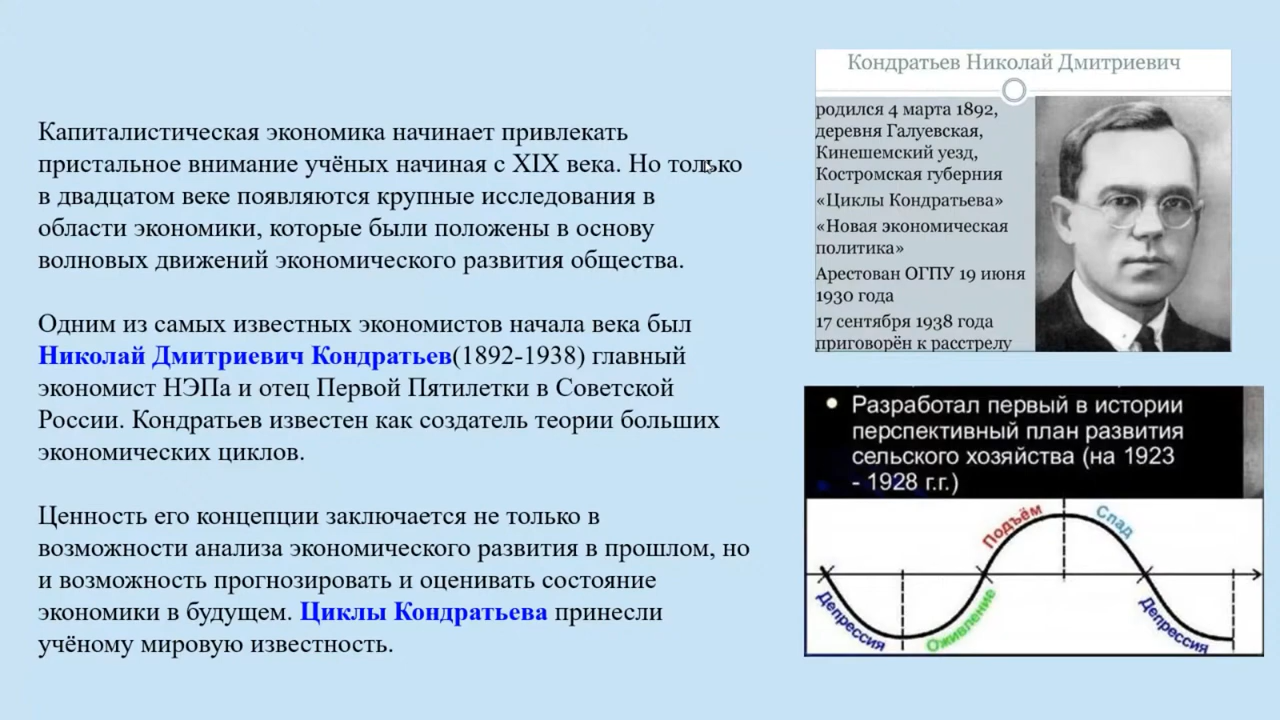 Капиталистическая экономика начинает привлекать
пристальное внимание учёных начиная с XIX века. Но только
в двадцатом веке появляются крупные исследования в
области экономики, которые были положены в основу
волновых движений экономического развития общества.
Одним из самых известных экономистов начала века был
Николай Дмитриевич Кондратьев(1892-1938) главный
экономист НЭПа и отец Первой Пятилетки в Советской
России. Кондратьев известен как создатель теории больших
экономических циклов.
Ценность его концепции заключается не только в
возможности анализа экономического развития в прошлом, но
и возможность прогнозировать и оценивать состояние
экономики в будущем. Циклы Кондратьева принесли
учёному мировую известность.
Кондратьев Николай Дмитриевич
родился 4 марта 1892,
деревня Галуевская,
Кинешемский уезд,
Костромская губерния
«Циклы Кондратьева»
«Новая экономическая
политика»
Арестован ОГПУ 19 июня
1930 года
17 сентября 1938 года
приговорён к расстрелу
Разработал первый в истории
перспективный план развития
сельского хозяйства (на 1923
- 1928 г.г.)
Депрессия
Оживление
Подъём
Спад
Депрессия